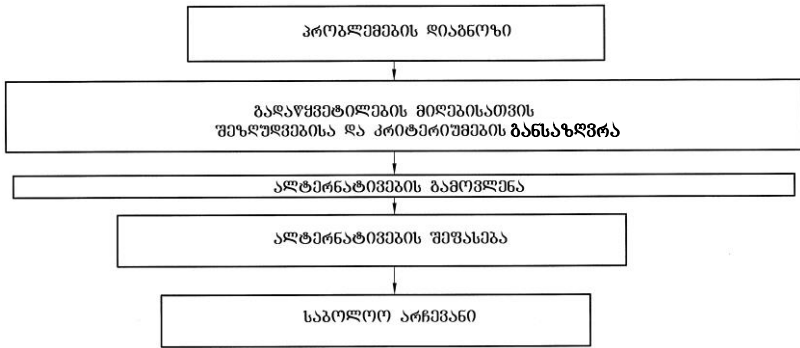 პრობლემების დიაგნოზი
გადაწყვეტილების მიღებისათვის
შეზღუდვებისა და კრიტერიუმების განსაზღვრა
ალტერნატივების გამოვლენა
ალტერნატივების შეფასება
საბოლოო არჩევანი